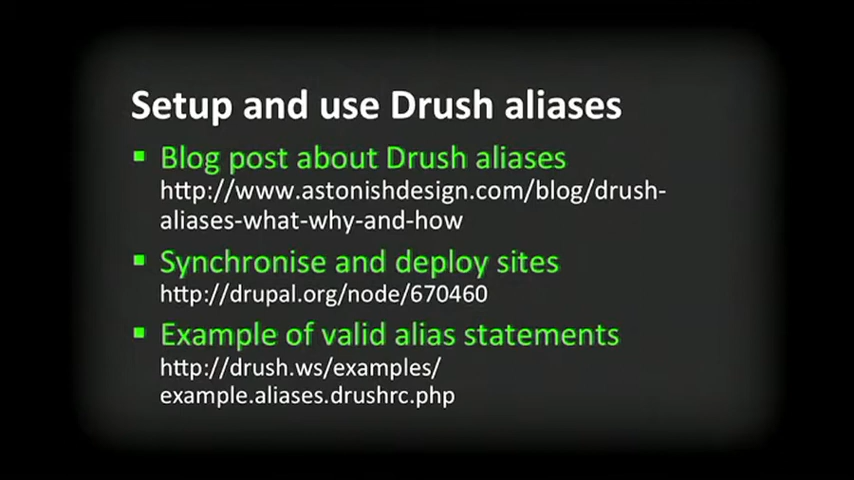 Setup and use Drush aliases
Blog post about Drush aliases
http://www.astonishdesign.com/blog/drush-
aliases-what-why-and-how
Synchronise and deploy sites
http://drupal.org/node/670460
Example of valid alias statements
http://drush.ws/examples/
example.aliases.drushrc.php